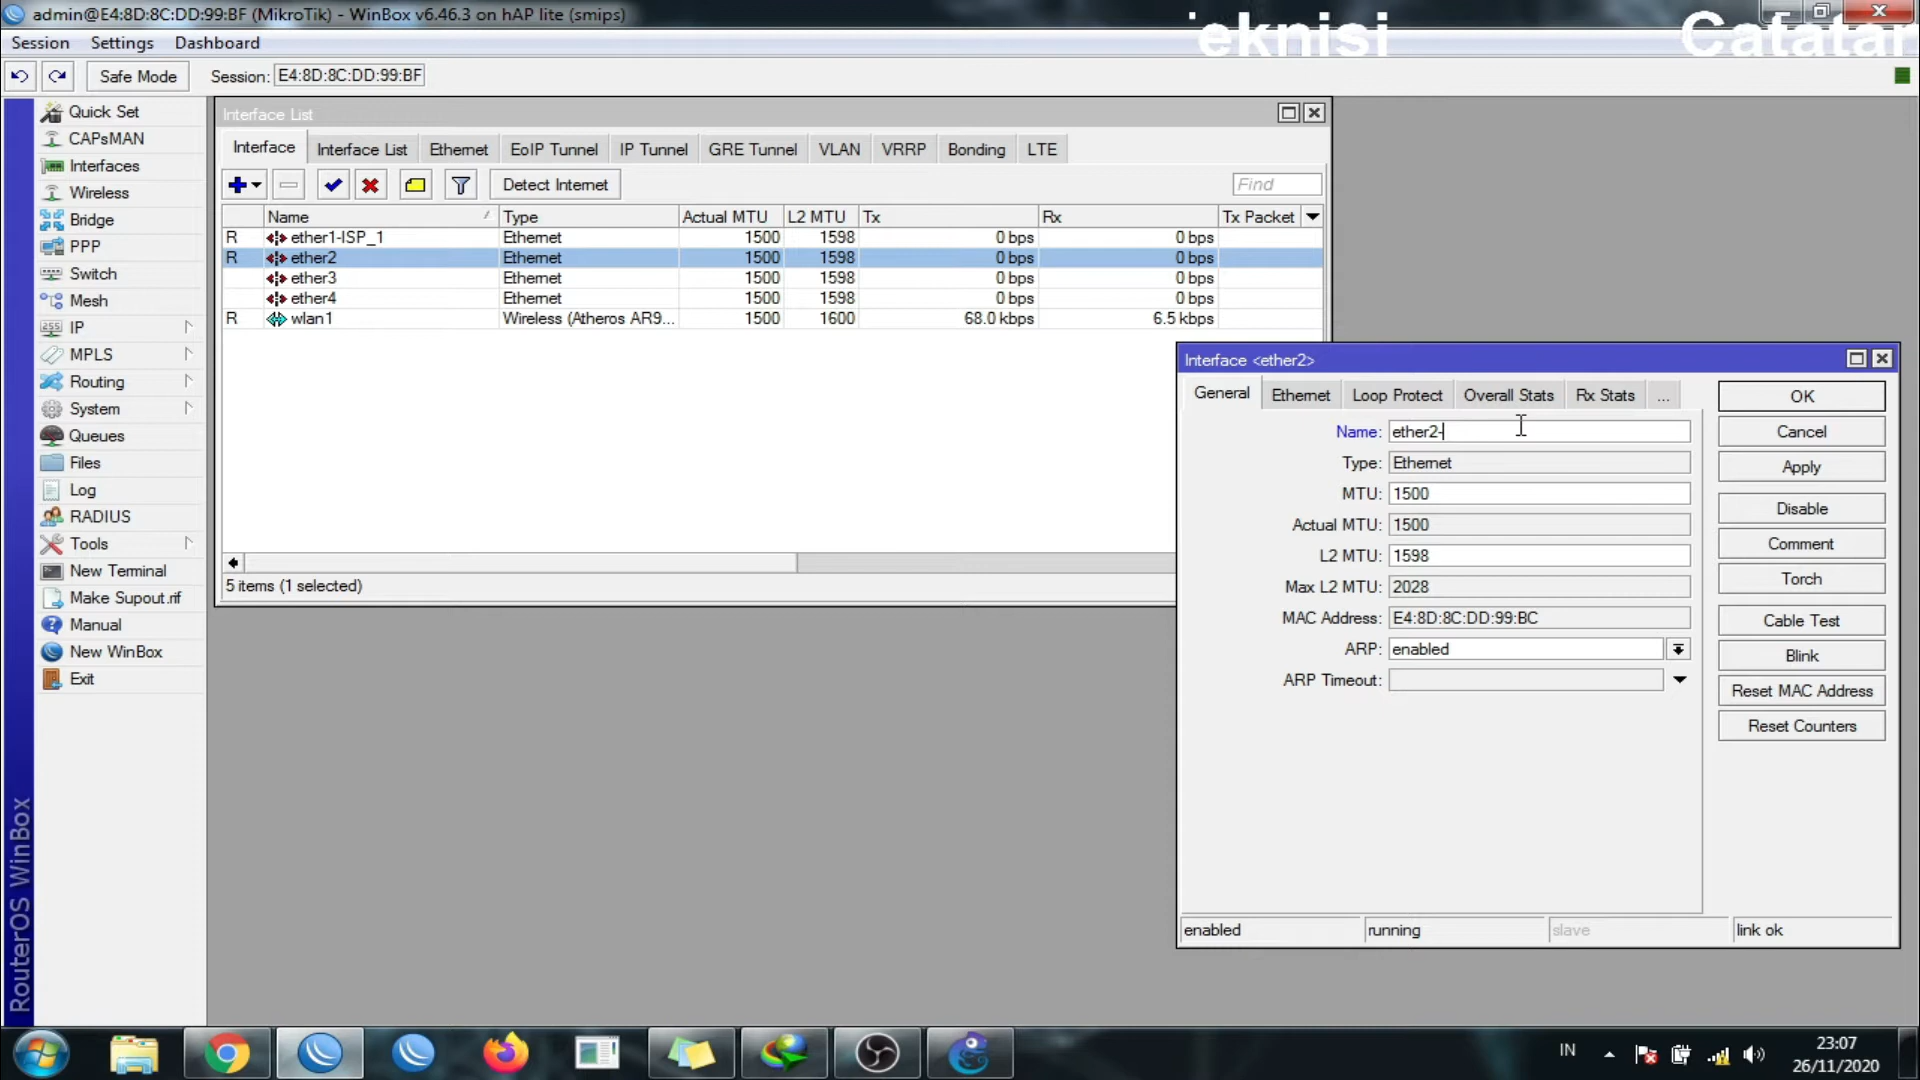 admin@E4:8D:8C:DD:99:BF (MikroTik) - WinBox v6.46.3 on hAP lite (smips)
eknisi
Catatan
Session Settings Dashboard
Safe Mode Session: E4:8D:8C:DD:99:BF
Quick Set
CAPsMAN
Interfaces
Wireless
Bridge
PPP
Switch
Mesh
IP
MPLS
Routing
System
Queues
Files
Log
RADIUS
Tools
New Terminal
Make Supout.rif
Manual
New WinBox
Exit
RouterOS WinBox
Interface List
Interface Interface List Ethernet EoIP Tunnel IP Tunnel GRE Tunnel VLAN VRRP Bonding LTE
Detect Internet Find
Name Type Actual MTU L2 MTU Tx Rx Tx Packet
R ether1-ISP_1 Ethernet 1500 1598 0 bps 0 bps
R ether2 Ethernet 1500 1598 0 bps 0 bps
ether3 Ethernet 1500 1598 0 bps 0 bps
ether4 Ethernet 1500 1598 0 bps 0 bps
R wlan1 Wireless (Atheros AR9... 1500 1600 68.0 kbps 6.5 kbps
5 items (1 selected)
Interface <ether2>
General Ethernet Loop Protect Overall Stats Rx Stats ...
Name: ether2-
Type: Ethernet
MTU: 1500
Actual MTU: 1500
L2 MTU: 1598
Max L2 MTU: 2028
MAC Address: E4:8D:8C:DD:99:BC
ARP: enabled
ARP Timeout:
OK
Cancel
Apply
Disable
Comment
Torch
Cable Test
Blink
Reset MAC Address
Reset Counters
enabled running slave link ok
IN
23:07
26/11/2020